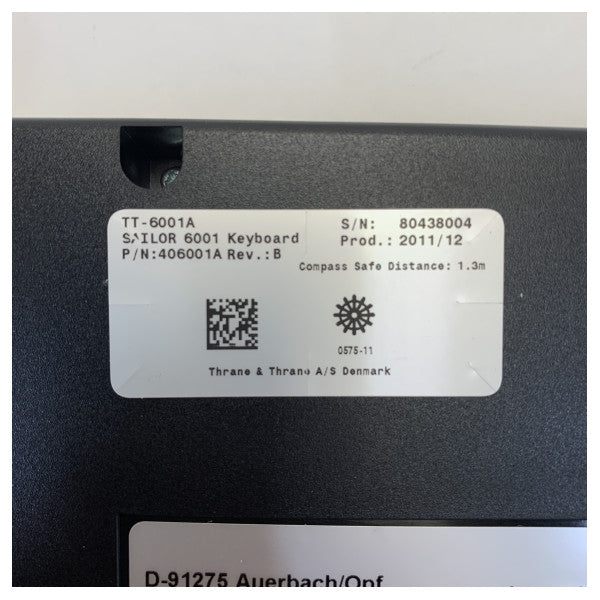 TT-6001A
SAILOR 6001 Keyboard
P/N:406001A Rev.:B
S/N: 80438004
Prod.: 2011/12
Compass Safe Distance: 1.3m
0575-11
Thrane & Thrane A/S Denmark
D-91275 Auerbach/Opf